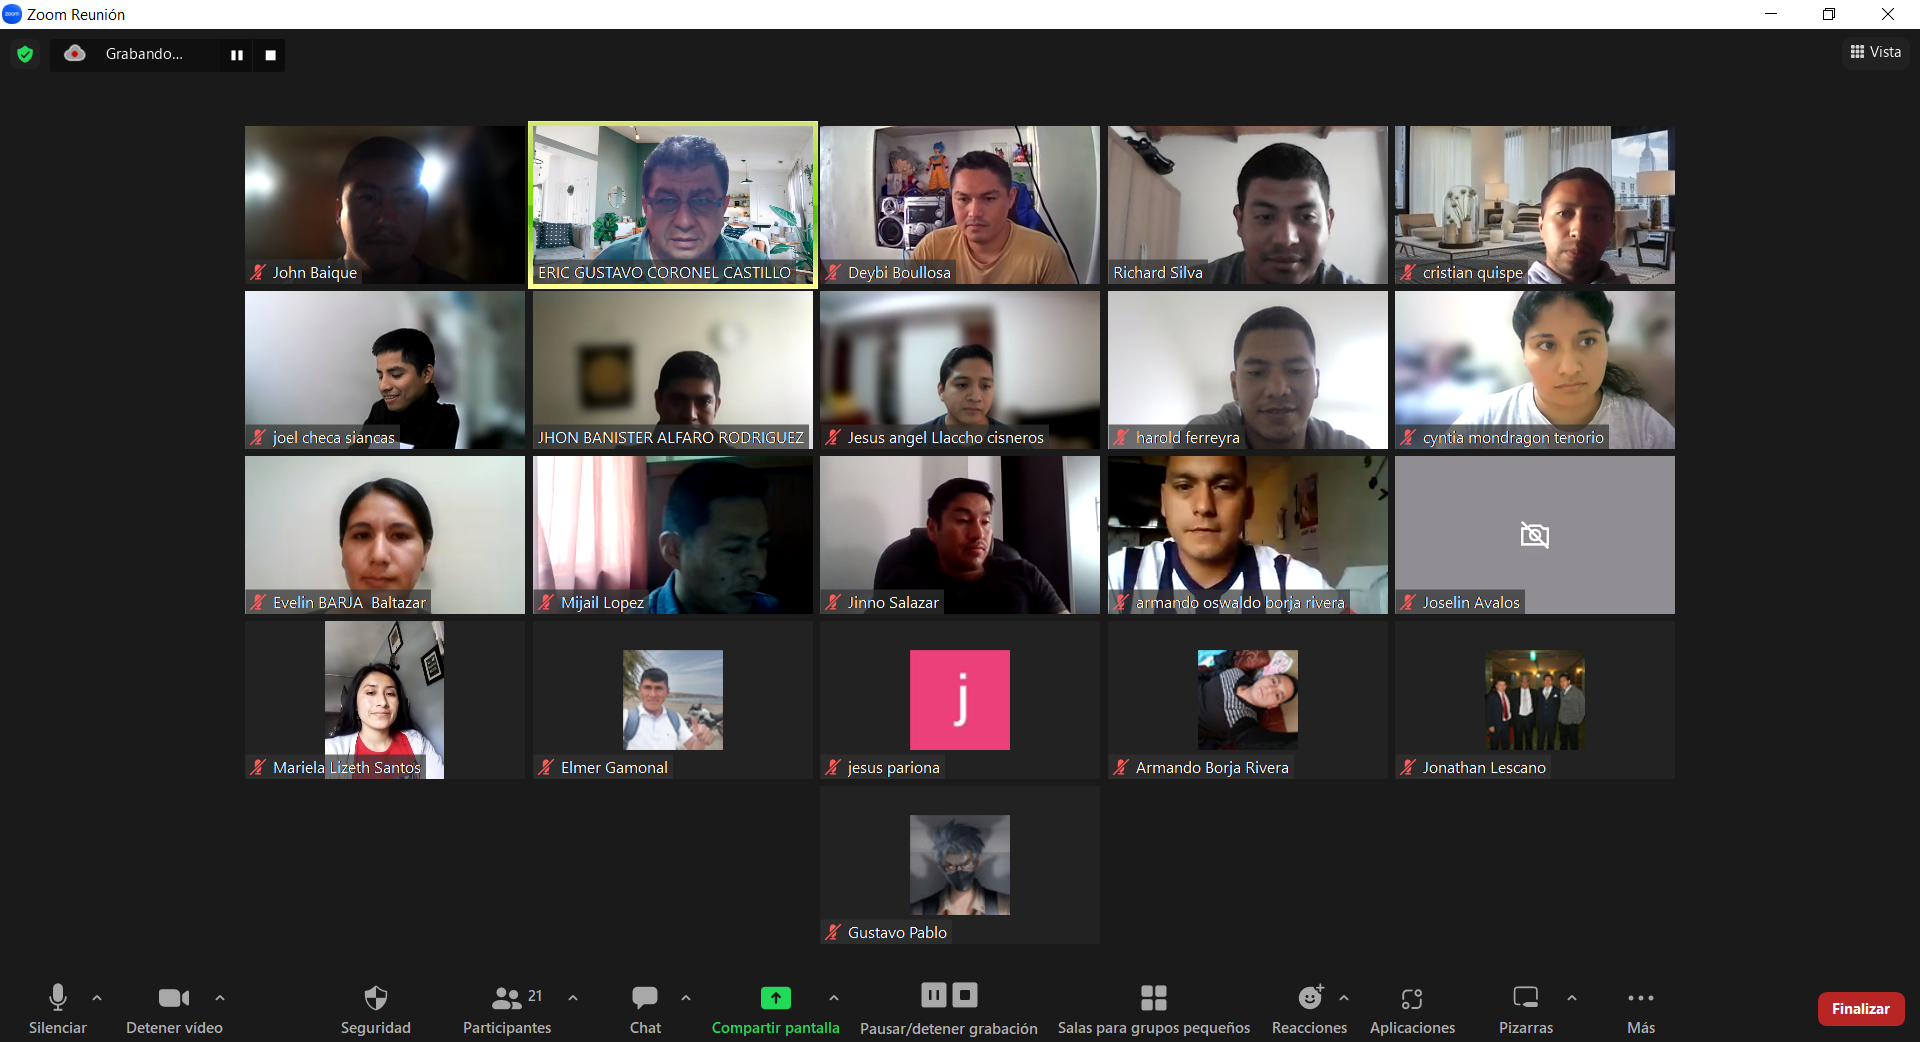 zoom Zoom Reunión
Grabando...
Vista
John Baique
ERIC GUSTAVO CORONEL CASTILLO
Deybi Boullosa
Richard Silva
cristian quispe
joel checa siancas
JHON BANISTER ALFARO RODRIGUEZ
Jesus angel Llaccho cisneros
harold ferreyra
cyntia mondragon tenorio
Evelin BARJA Baltazar
Mijail Lopez
Jinno Salazar
armando oswaldo borja rivera
Joselin Avalos
Mariela Lizeth Santos
Elmer Gamonal
j
jesus pariona
Armando Borja Rivera
Jonathan Lescano
Gustavo Pablo
21
Silenciar
Detener vídeo
Seguridad
Participantes
Chat
Compartir pantalla
Pausar/detener grabación
Salas para grupos pequeños
Reacciones
Aplicaciones
Pizarras
Más
Finalizar